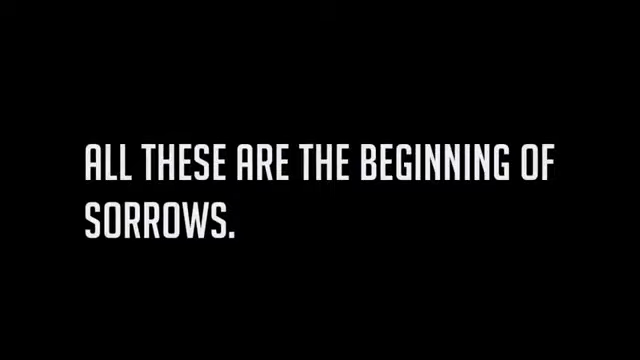 ALL THESE ARE THE BEGINNING OF
SORROWS.